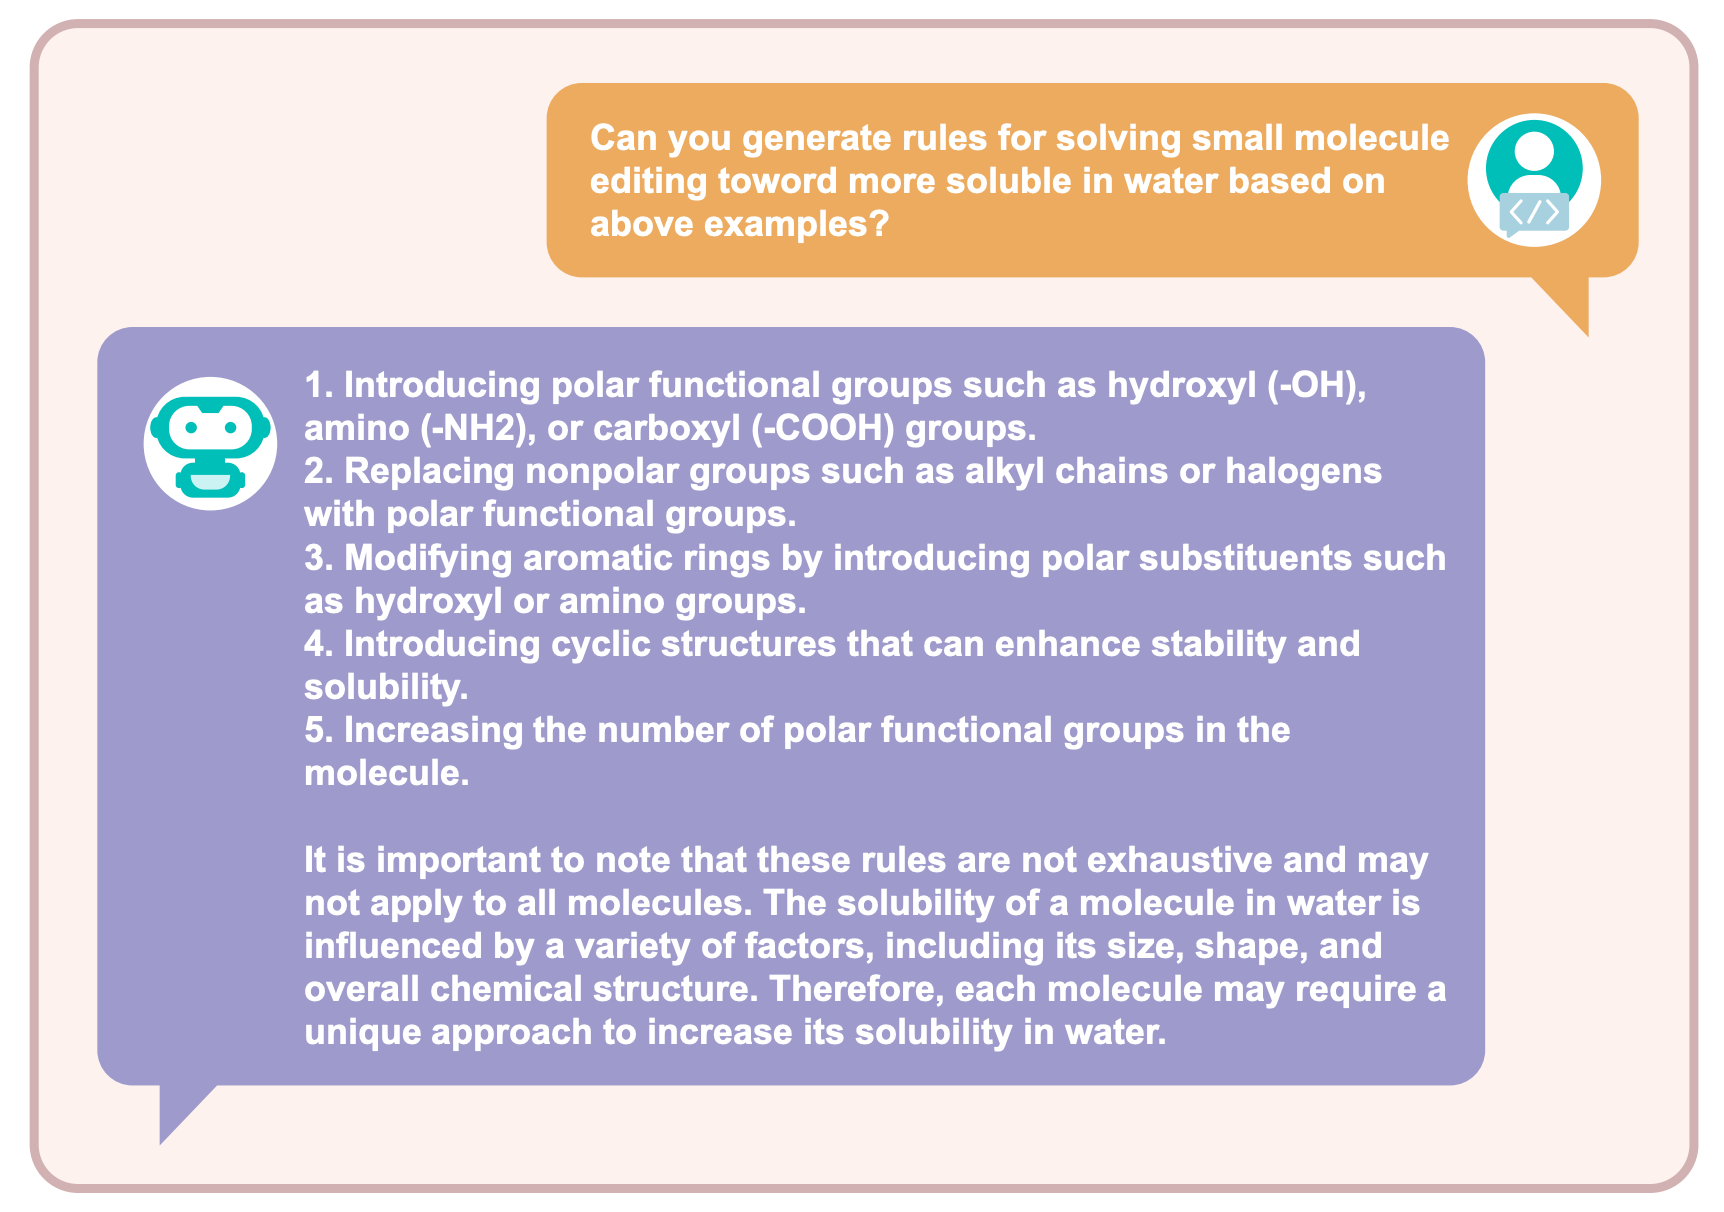 Can you generate rules for solving small molecule
editing toword more soluble in water based on
above examples?
</>
1. Introducing polar functional groups such as hydroxyl (-OH),
amino (-NH2), or carboxyl (-COOH) groups.
2. Replacing nonpolar groups such as alkyl chains or halogens
with polar functional groups.
3. Modifying aromatic rings by introducing polar substituents such
as hydroxyl or amino groups.
4. Introducing cyclic structures that can enhance stability and
solubility.
5. Increasing the number of polar functional groups in the
molecule.
It is important to note that these rules are not exhaustive and may
not apply to all molecules. The solubility of a molecule in water is
influenced by a variety of factors, including its size, shape, and
overall chemical structure. Therefore, each molecule may require a
unique approach to increase its solubility in water.